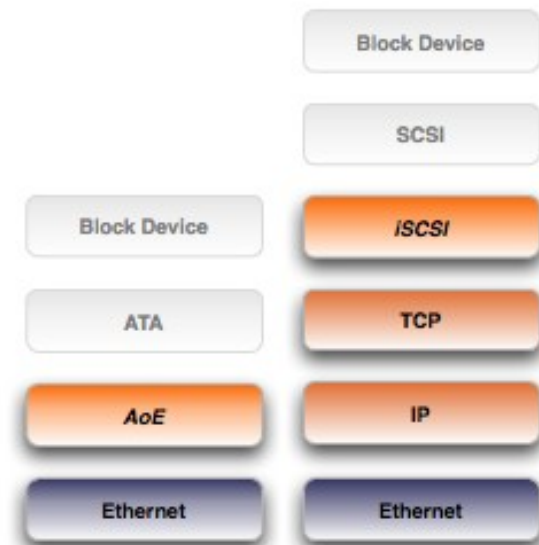 Block Device
ATA
AoE
Ethernet
Block Device
SCSI
iSCSI
TCP
IP
Ethernet